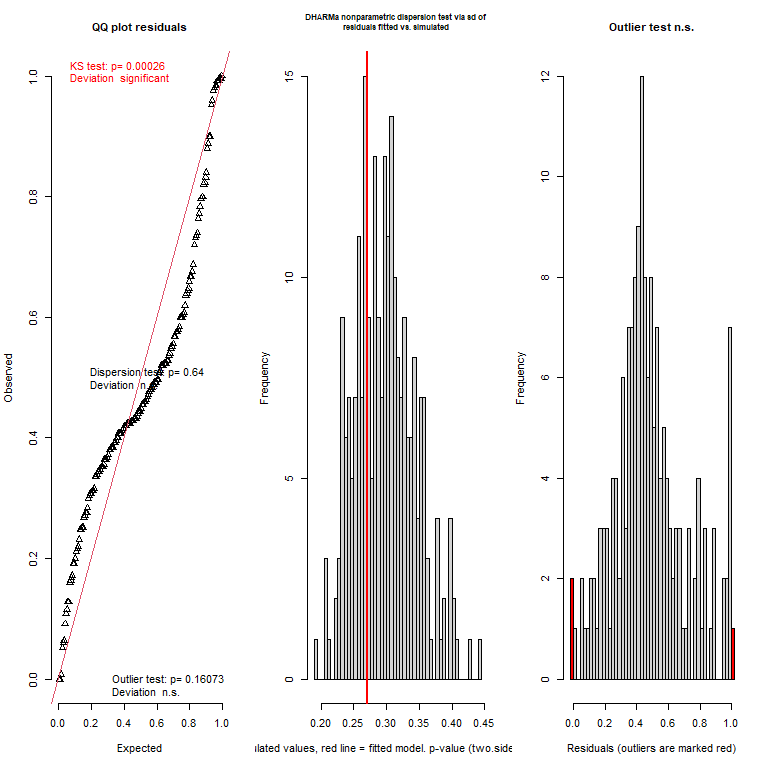 QQ plot residuals
KS test: p= 0.00026
Deviation significant
Dispersion test: p= 0.64
Deviation n.s.
Outlier test: p= 0.16073
Deviation n.s.
Observed
0.0 0.2 0.4 0.6 0.8 1.0
0.0 0.2 0.4 0.6 0.8 1.0
Expected
DHARMa nonparametric dispersion test via sd of
residuals fitted vs. simulated
Frequency
0 5 10 15
0.20 0.25 0.30 0.35 0.40 0.45
ulated values, red line = fitted model. p-value (two.side
Outlier test n.s.
Frequency
0 2 4 6 8 10 12
0.0 0.2 0.4 0.6 0.8 1.0
Residuals (outliers are marked red)